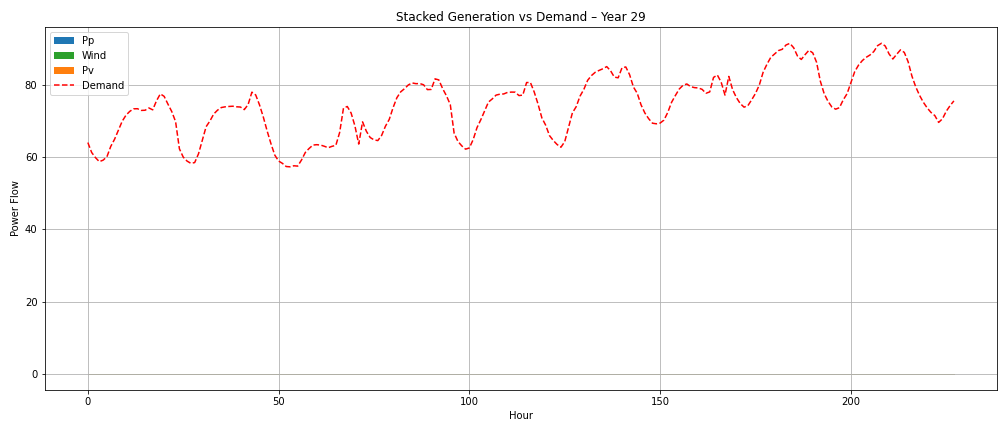 Stacked Generation vs Demand – Year 29
Pp
Wind
Pv
Demand
Power Flow
80
60
40
20
0
0 50 100 150 200
Hour